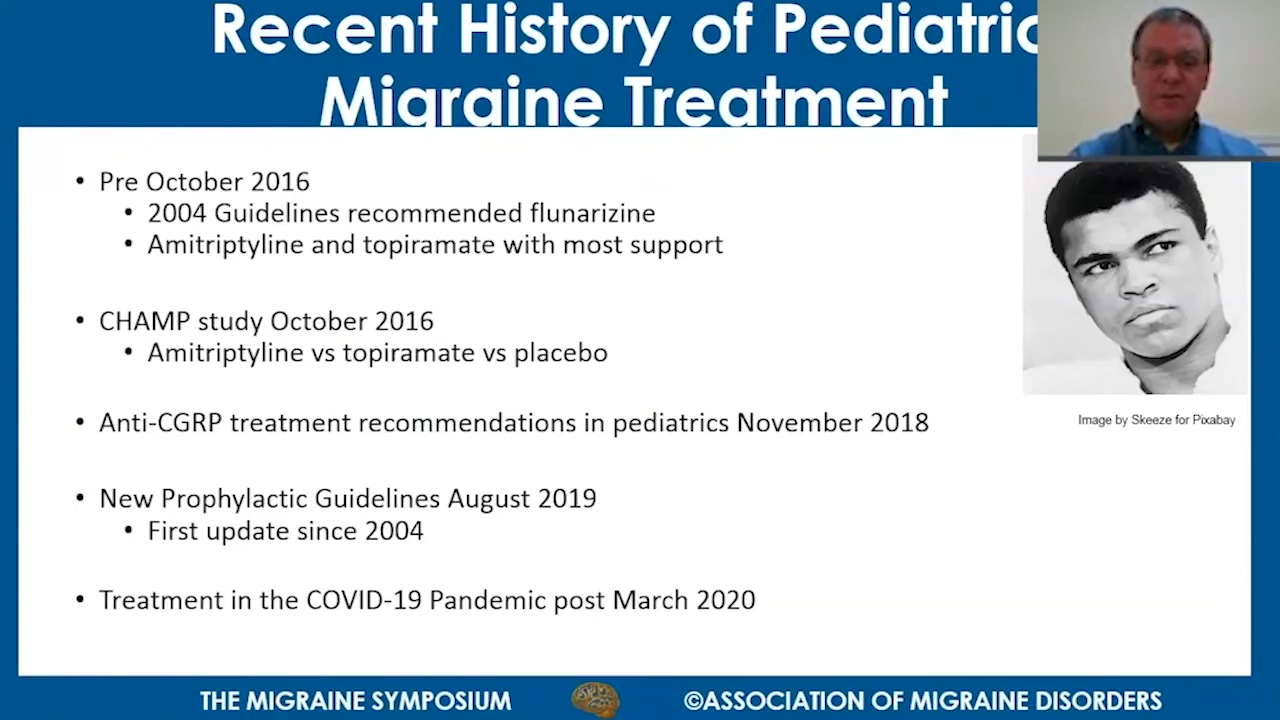 Recent History of Pediatric
Migraine Treatment
• Pre October 2016
• 2004 Guidelines recommended flunarizine
• Amitriptyline and topiramate with most support
• CHAMP study October 2016
• Amitriptyline vs topiramate vs placebo
• Anti-CGRP treatment recommendations in pediatrics November 2018
• New Prophylactic Guidelines August 2019
• First update since 2004
• Treatment in the COVID-19 Pandemic post March 2020
Image by Skeeze for Pixabay
THE MIGRAINE SYMPOSIUM
©ASSOCIATION OF MIGRAINE DISORDERS